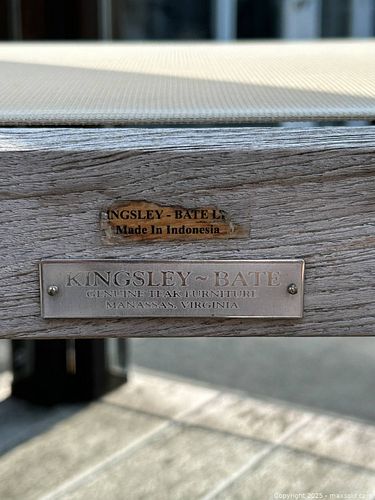 INGSLEY - BATE L
Made In Indonesia
KINGSLEY ~ BATE
GENUINE TEAK FURNITURE
MANASSAS, VIRGINIA
Copyright 2025 - maxsold.com